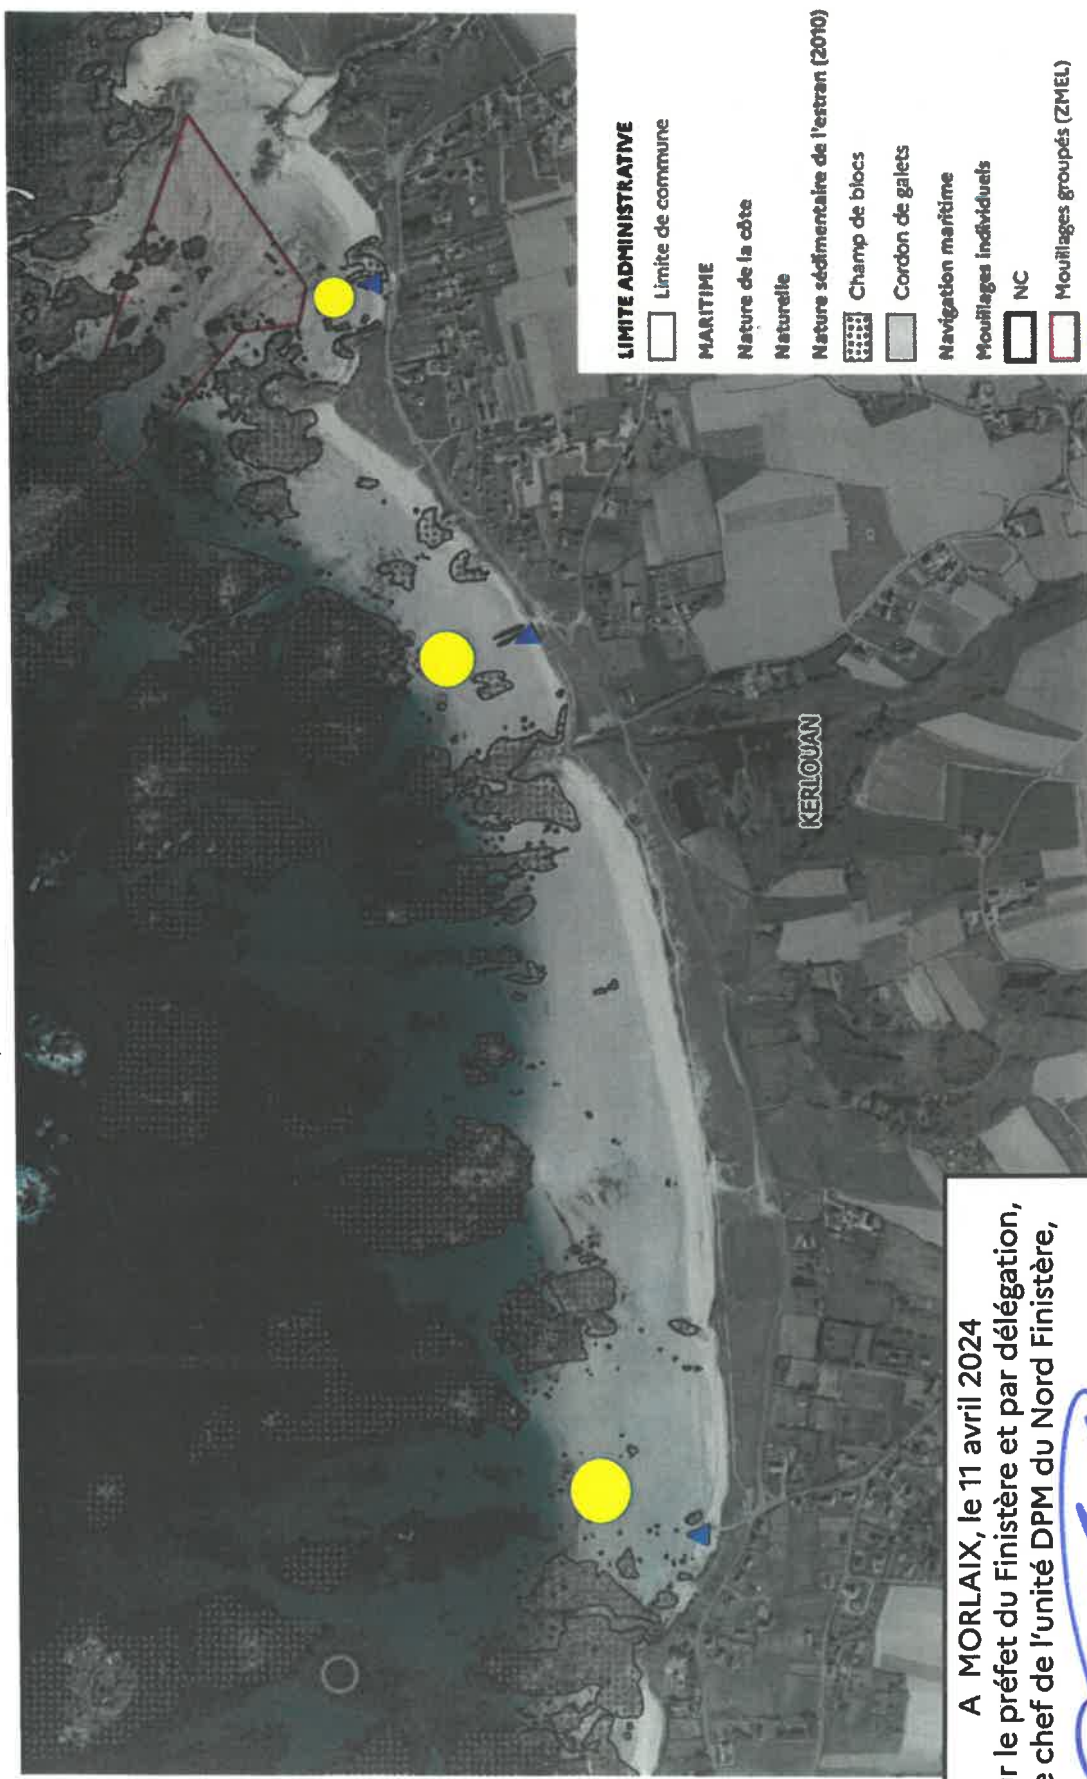 LIMITE ADMINISTRATIVE
Limite de commune
MARITIME
Nature de la côte
Naturelle
Nature sédimentaire de l'estran (2010)
Champ de blocs
Cordon de galets
Navigation maritime
Mouillages individuels
NC
Mouillages groupés (ZMEL)
KERLOUAN
A MORLAIX, le 11 avril 2024
le préfet du Finistère et par délégation,
chef de l'unité DPM du Nord Finistère,